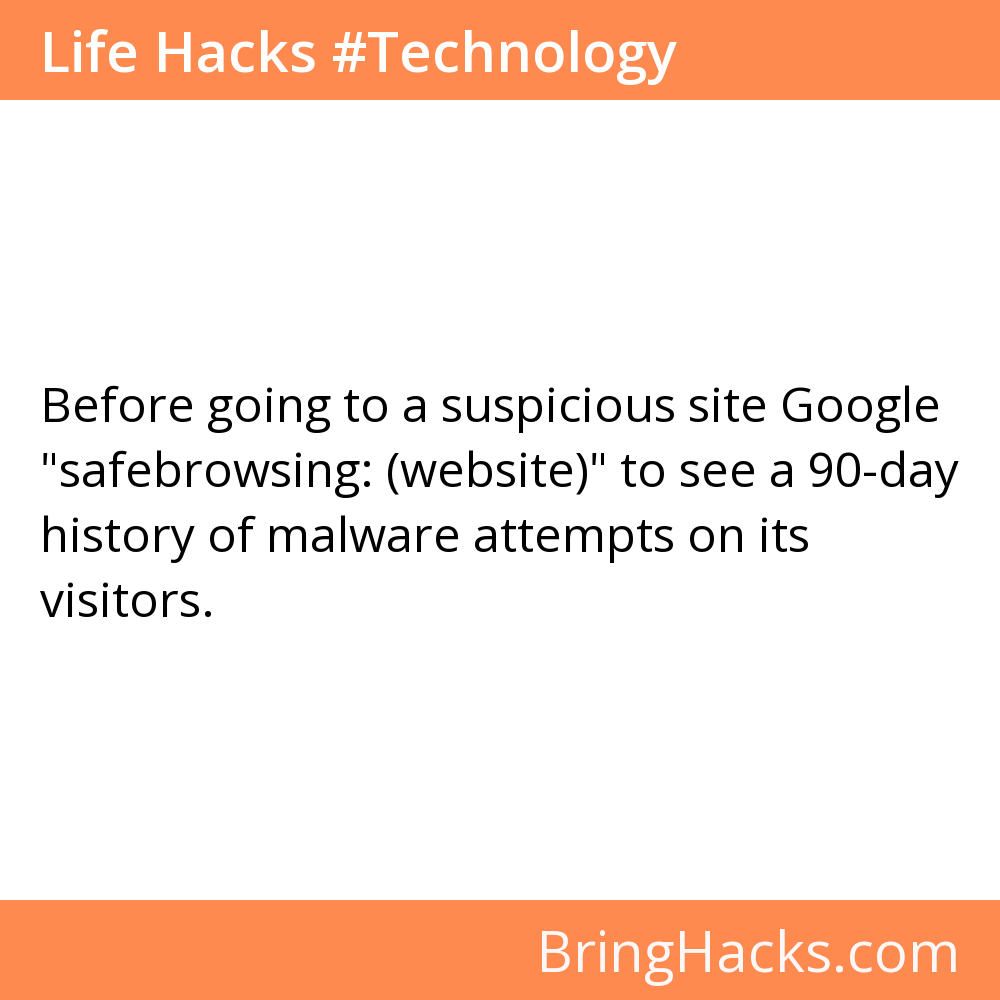 Life Hacks #Technology
Before going to a suspicious site Google
"safebrowsing: (website)" to see a 90-day
history of malware attempts on its
visitors.
BringHacks.com